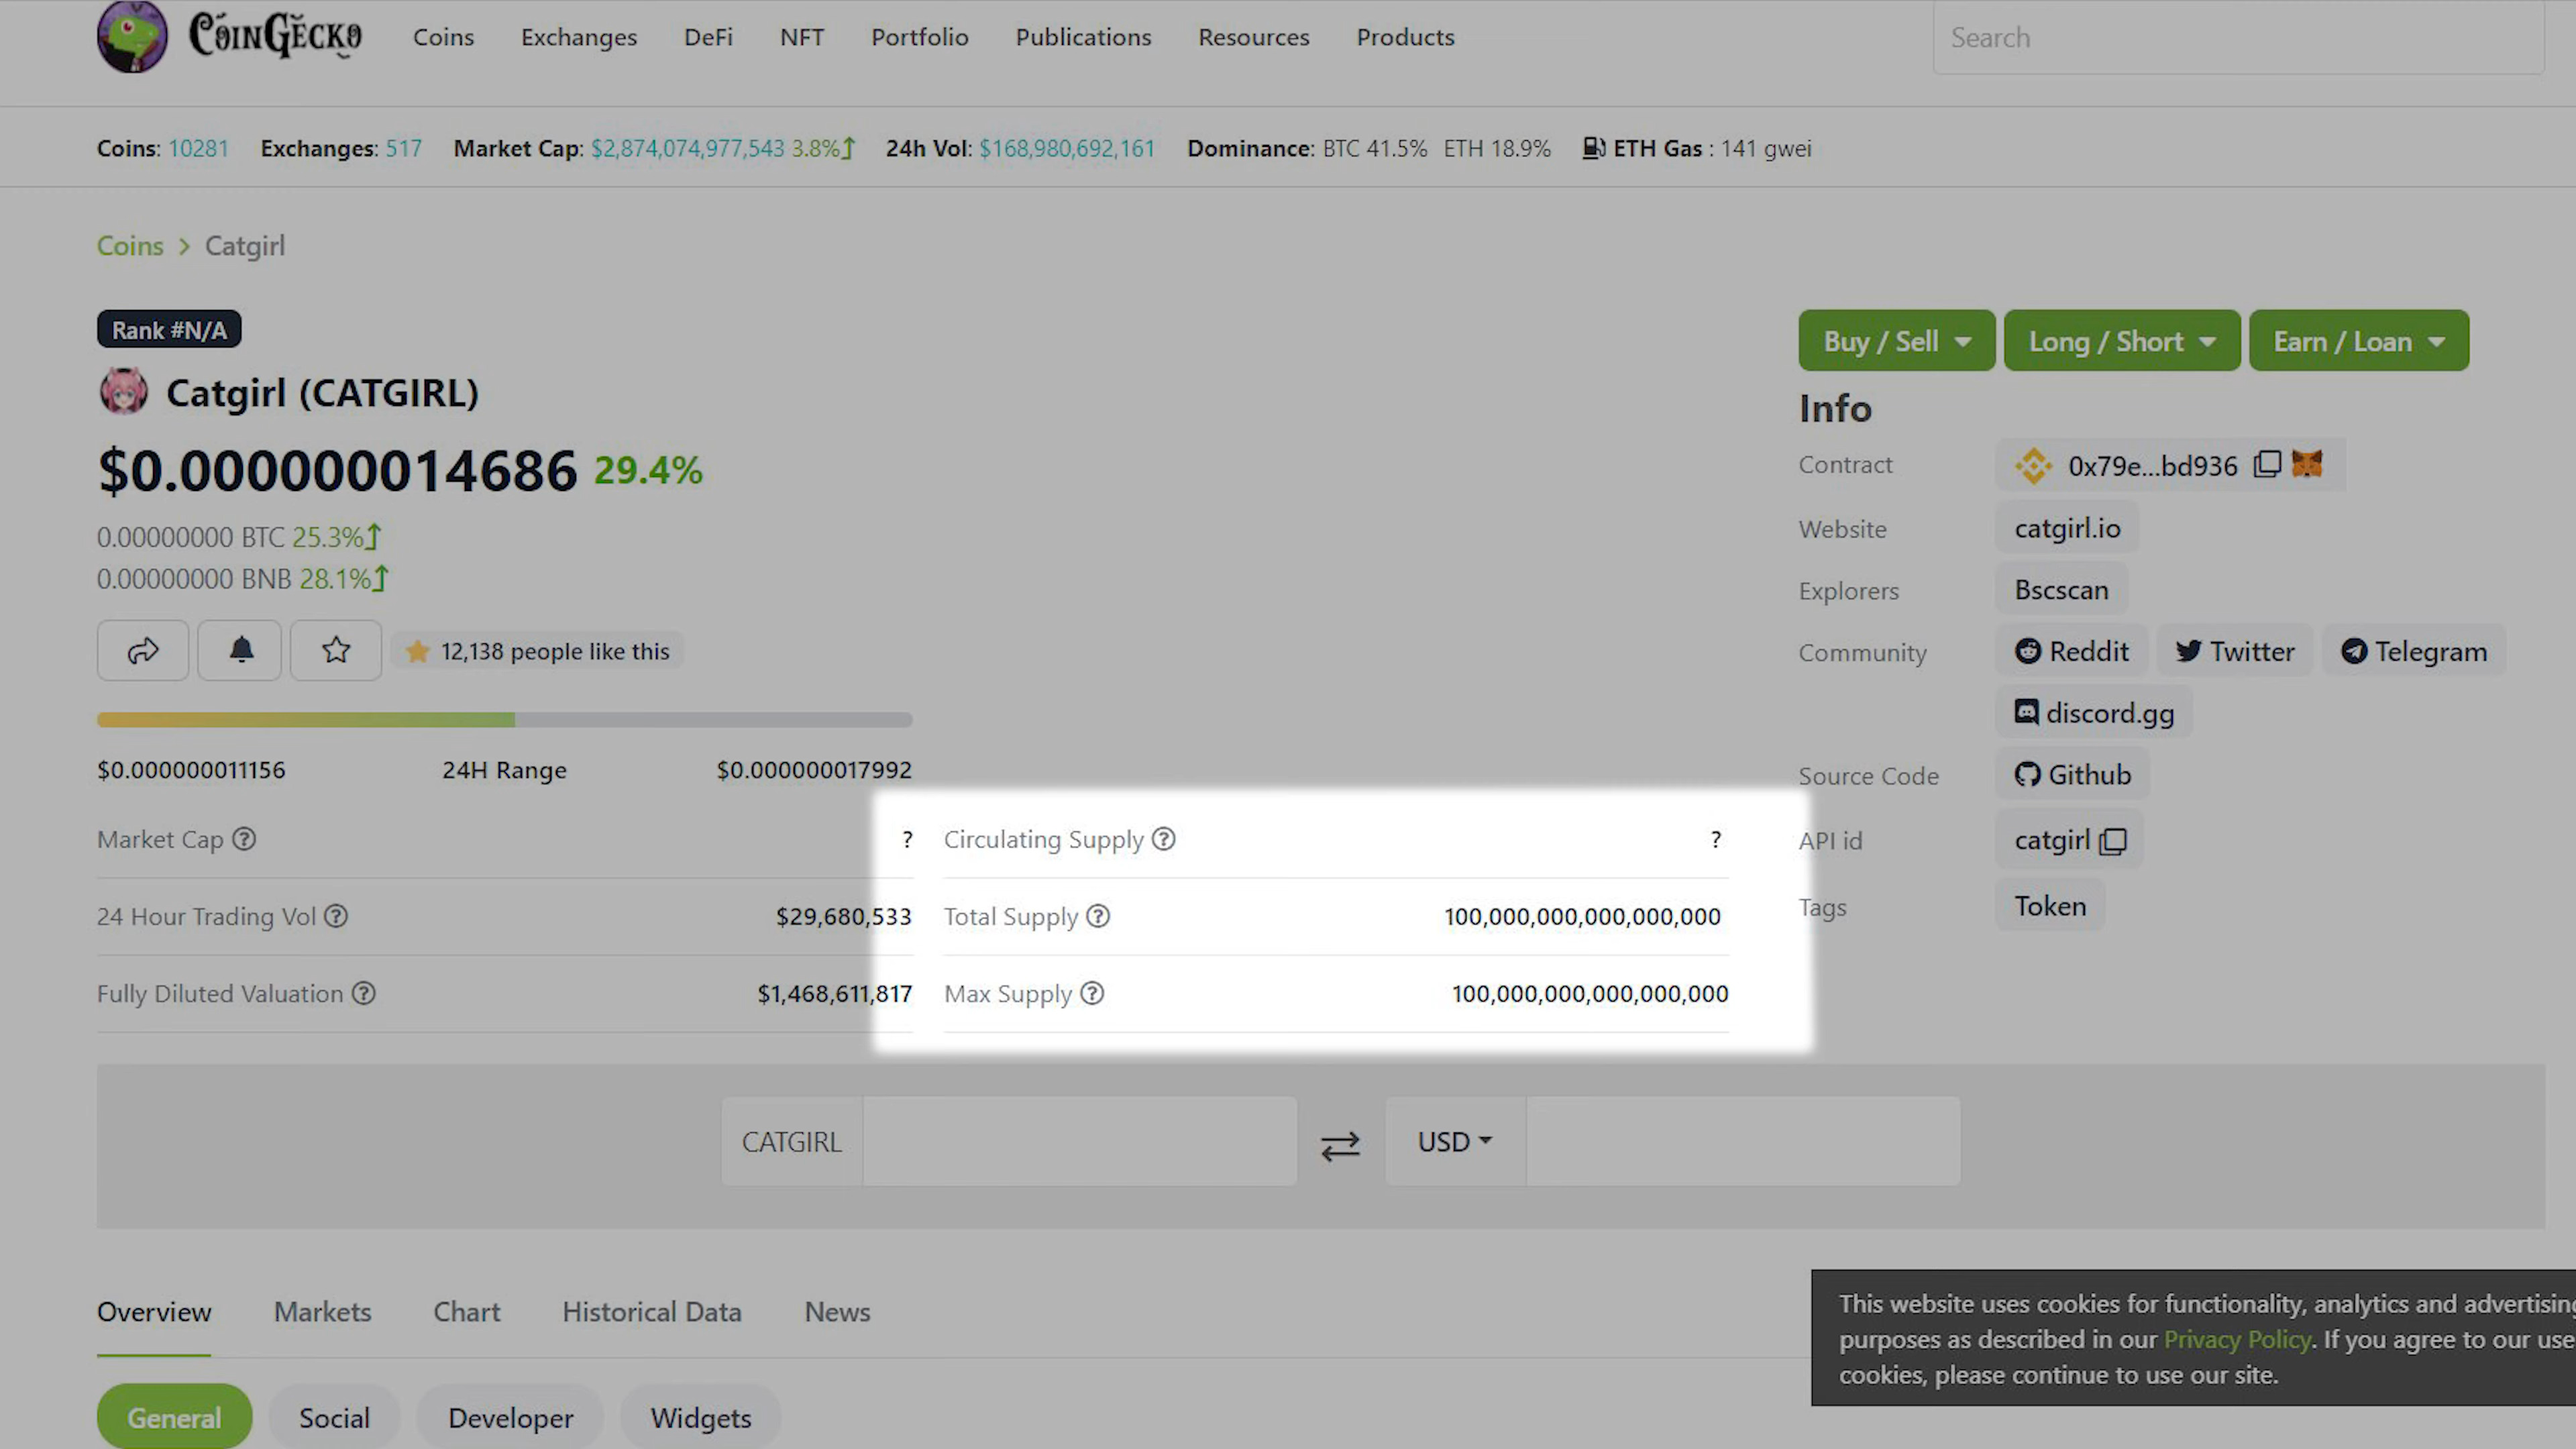 CoinGecko Coins Exchanges DeFi NFT Portfolio Publications Resources Products Search
Coins: 10281 Exchanges: 517 Market Cap: $2,874,074,977,543 3.8% 24h Vol: $168,980,692,161 Dominance: BTC 41.5% ETH 18.9% ETH Gas : 141 gwei
Coins > Catgirl
Rank #N/A
Catgirl (CATGIRL)
$0.000000014686 29.4%
0.00000000 BTC 25.3%
0.00000000 BNB 28.1%
12,138 people like this
$0.000000011156 24H Range $0.000000017992
Market Cap ? ?
24 Hour Trading Vol ? $29,680,533
Fully Diluted Valuation ? $1,468,611,817
Circulating Supply ? ?
Total Supply ? 100,000,000,000,000,000
Max Supply ? 100,000,000,000,000,000
Buy / Sell Long / Short Earn / Loan
Info
Contract 0x79e...bd936
Website catgirl.io
Explorers Bscscan
Community Reddit Twitter Telegram
discord.gg
Source Code Github
API id catgirl
Tags Token
CATGIRL USD
Overview Markets Chart Historical Data News
General Social Developer Widgets
This website uses cookies for functionality, analytics and advertising
purposes as described in our Privacy Policy. If you agree to our use
cookies, please continue to use our site.